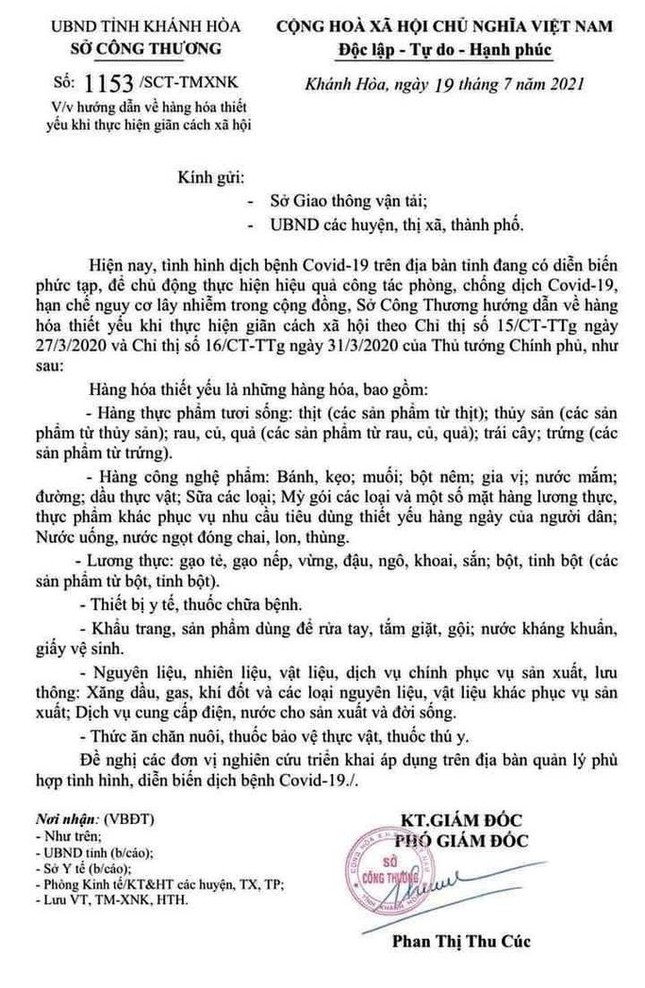 UBND TỈNH KHÁNH HÒA
SỞ CÔNG THƯƠNG
CỘNG HOÀ XÃ HỘI CHỦ NGHĨA VIỆT NAM
Độc lập - Tự do - Hạnh phúc
Số: 1153 /SCT-TMXNK
V/v hướng dẫn về hàng hóa thiết
yếu khi thực hiện giãn cách xã hội
Khánh Hòa, ngày 19 tháng 7 năm 2021
Kính gửi:
- Sở Giao thông vận tải;
- UBND các huyện, thị xã, thành phố.
Hiện nay, tình hình dịch bệnh Covid-19 trên địa bàn tỉnh đang có diễn biến
phức tạp, để chủ động thực hiện hiệu quả công tác phòng, chống dịch Covid-19,
hạn chế nguy cơ lây nhiễm trong cộng đồng, Sở Công Thương hướng dẫn về hàng
hóa thiết yếu khi thực hiện giãn cách xã hội theo Chỉ thị số 15/CT-TTg ngày
27/3/2020 và Chỉ thị số 16/CT-TTg ngày 31/3/2020 của Thủ tướng Chính phủ, như
sau:
Hàng hóa thiết yếu là những hàng hóa, bao gồm:
- Hàng thực phẩm tươi sống: thịt (các sản phẩm từ thịt); thủy sản (các sản
phẩm từ thủy sản); rau, củ, quả (các sản phẩm từ rau, củ, quả); trái cây; trứng (các
sản phẩm từ trứng).
- Hàng công nghệ phẩm: Bánh, kẹo; muối; bột nêm; gia vị; nước mắm;
đường; dầu thực vật; Sữa các loại; Mỳ gói các loại và một số mặt hàng lương thực,
thực phẩm khác phục vụ nhu cầu tiêu dùng thiết yếu hàng ngày của người dân;
Nước uống, nước ngọt đóng chai, lon, thùng.
- Lương thực: gạo tẻ, gạo nếp, vừng, đậu, ngô, khoai, sắn; bột, tinh bột (các
sản phẩm từ bột, tinh bột).
- Thiết bị y tế, thuốc chữa bệnh.
- Khẩu trang, sản phẩm dùng để rửa tay, tắm giặt, gội; nước kháng khuẩn,
giấy vệ sinh.
- Nguyên liệu, nhiên liệu, vật liệu, dịch vụ chính phục vụ sản xuất, lưu
thông: Xăng dầu, gas, khí đốt và các loại nguyên liệu, vật liệu khác phục vụ sản
xuất; Dịch vụ cung cấp điện, nước cho sản xuất và đời sống.
- Thức ăn chăn nuôi, thuốc bảo vệ thực vật, thuốc thú y.
Đề nghị các đơn vị nghiên cứu triển khai áp dụng trên địa bàn quản lý phù
hợp tình hình, diễn biến dịch bệnh Covid-19./.
Nơi nhận: (VBĐT)
- Như trên;
- UBND tỉnh (b/cáo);
- Sở Y tế (b/cáo);
- Phòng Kinh tế/KT&HT các huyện, TX, TP;
- Lưu VT, TM-XNK, HTH.
KT.GIÁM ĐỐC
PHÓ GIÁM ĐỐC
SỞ
CÔNG THƯƠNG
Phan Thị Thu Cúc